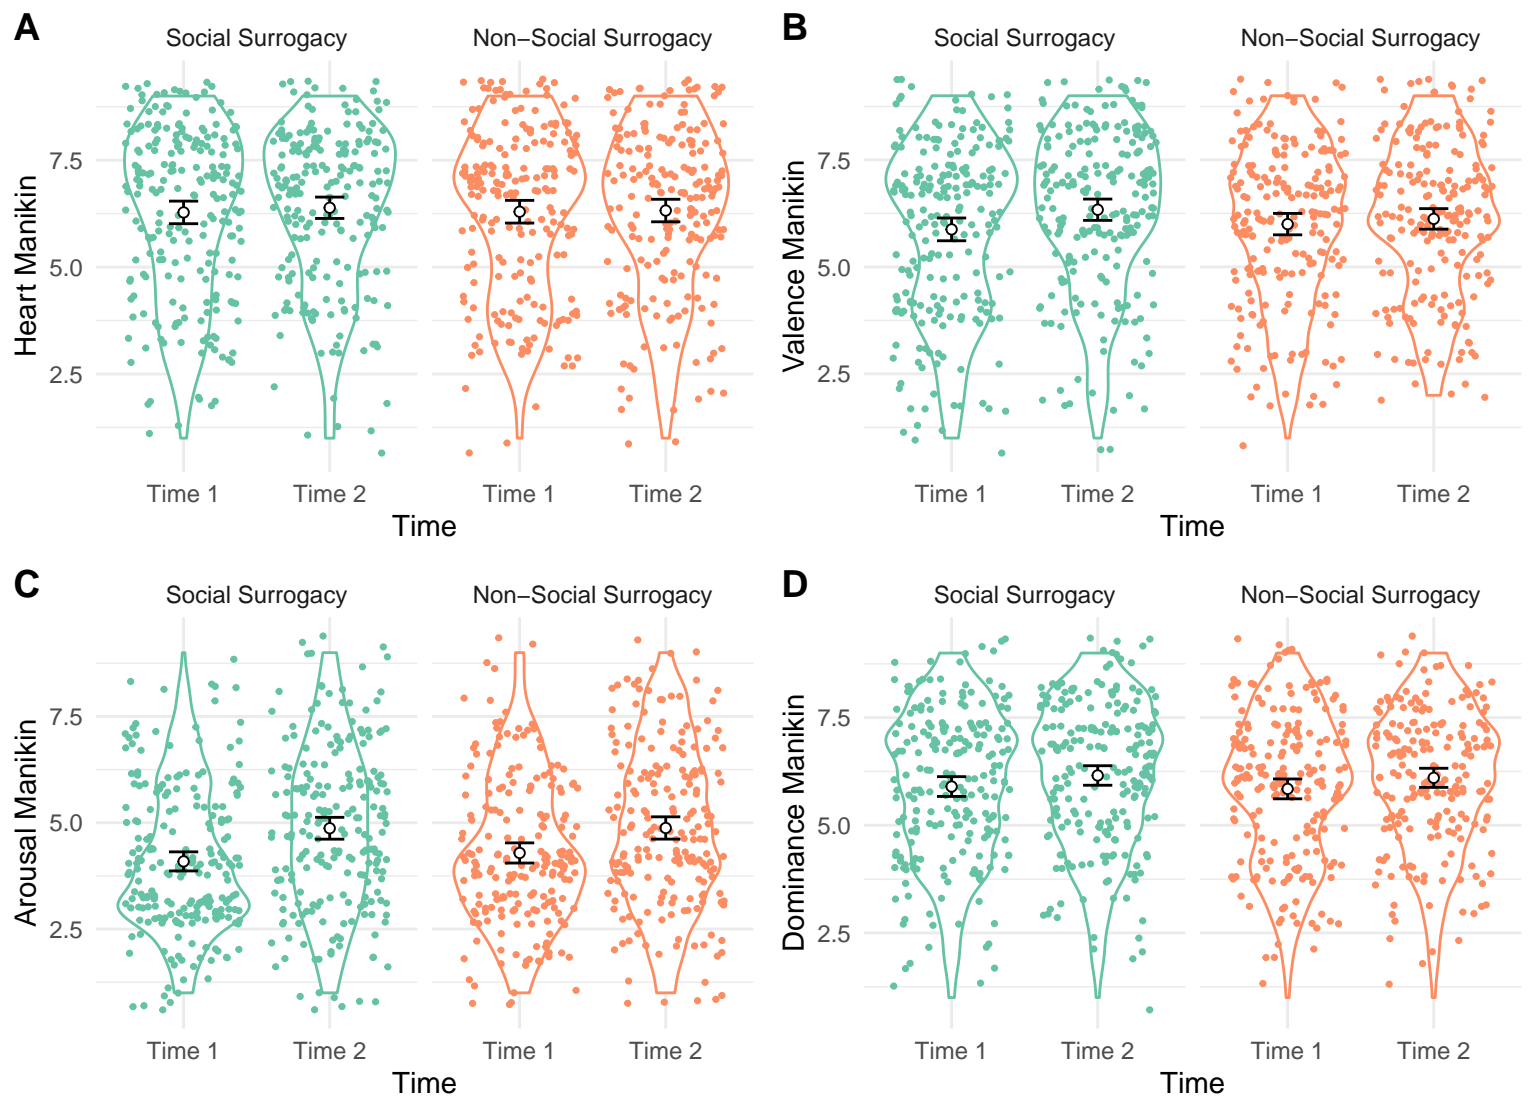 A
Social Surrogacy
Non−Social Surrogacy
Heart Manikin
7.5
5.0
2.5
Time 1
Time 2
Time 1
Time 2
Time
B
Social Surrogacy
Non−Social Surrogacy
Valence Manikin
7.5
5.0
2.5
Time 1
Time 2
Time 1
Time 2
Time
C
Social Surrogacy
Non−Social Surrogacy
Arousal Manikin
7.5
5.0
2.5
Time 1
Time 2
Time 1
Time 2
Time
D
Social Surrogacy
Non−Social Surrogacy
Dominance Manikin
7.5
5.0
2.5
Time 1
Time 2
Time 1
Time 2
Time